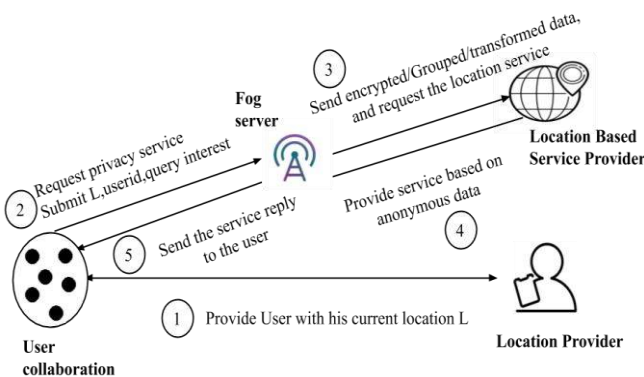 3
Send encrypted/Grouped/transformed data,
and request the location service
Fog
server
Location Based
Service Provider
2
Request privacy service
Submit L,userid,query interest
Provide service based on
anonymous data
4
5
Send the service reply
to the user
1
Provide User with his current location L
User
collaboration
Location Provider